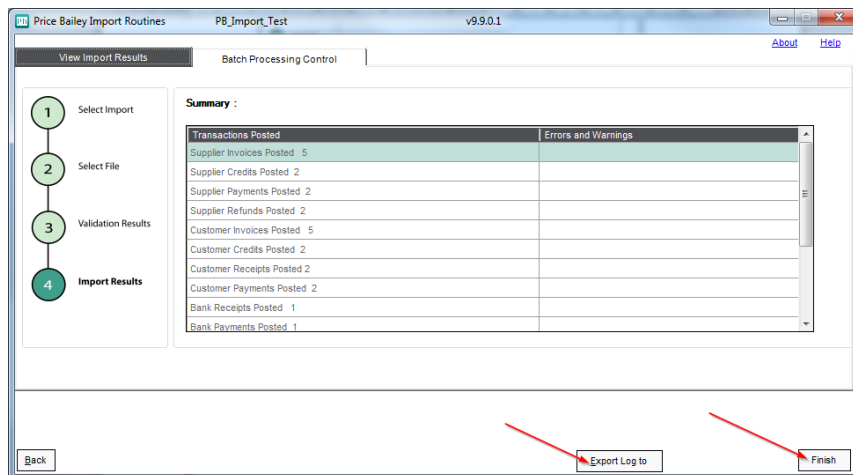 PB Price Bailey Import Routines PB_Import_Test v9.9.0.1
About Help
View Import Results Batch Processing Control
1 Select Import
2 Select File
3 Validation Results
4 Import Results
Summary :
Transactions Posted Errors and Warnings
Supplier Invoices Posted 5
Supplier Credits Posted 2
Supplier Payments Posted 2
Supplier Refunds Posted 2
Customer Invoices Posted 5
Customer Credits Posted 2
Customer Receipts Posted 2
Customer Payments Posted 2
Bank Receipts Posted 1
Bank Payments Posted 1
Back Export Log to Finish